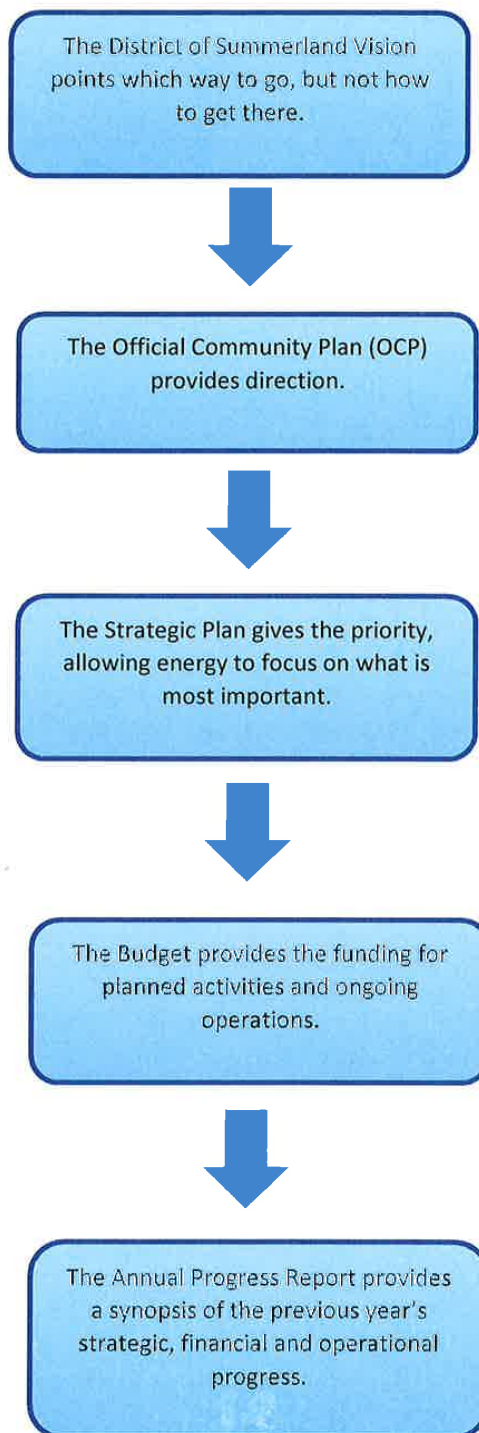 The District of Summerland Vision
points which way to go, but not how
to get there.
The Official Community Plan (OCP)
provides direction.
The Strategic Plan gives the priority,
allowing energy to focus on what is
most important.
The Budget provides the funding for
planned activities and ongoing
operations.
The Annual Progress Report provides
a synopsis of the previous year's
strategic, financial and operational
progress.